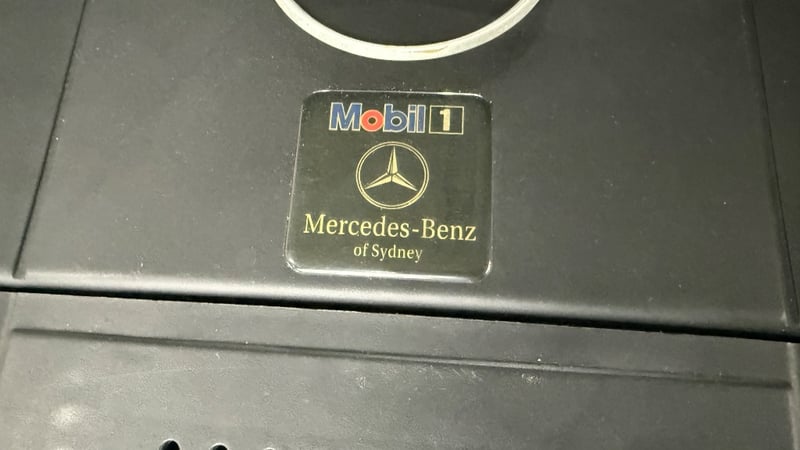 Mobil 1
Mercedes-Benz
of Sydney